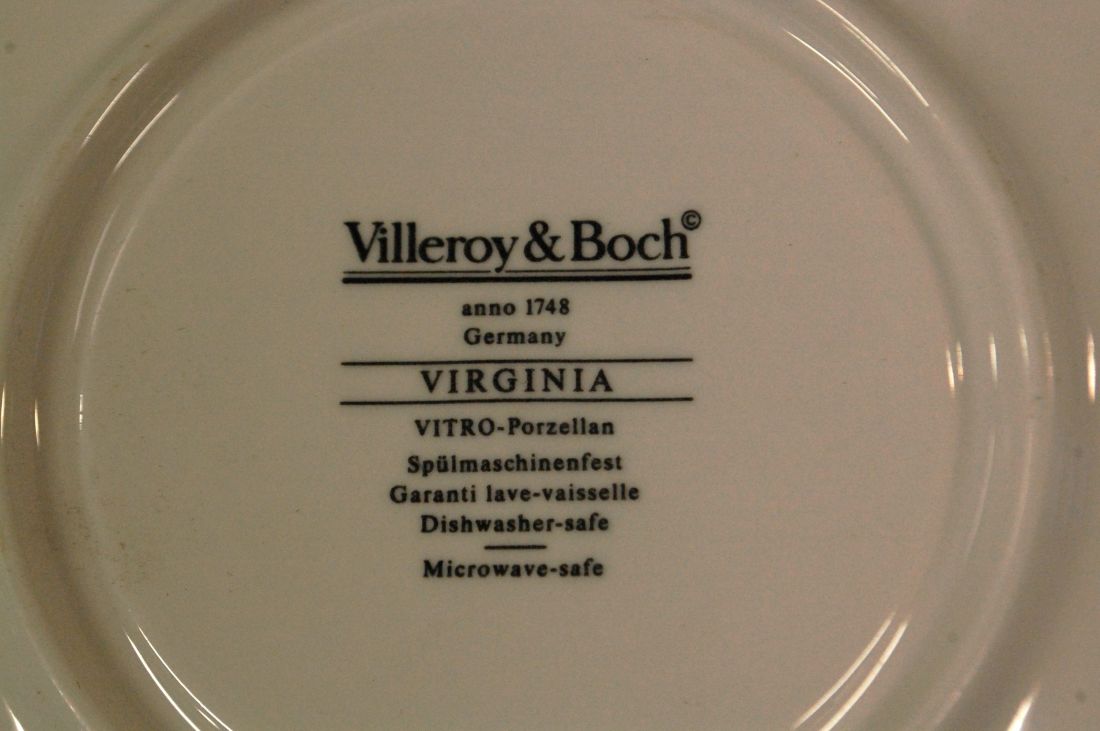 Villeroy & Boch©
anno 1748
Germany
VIRGINIA
VITRO-Porzellan
Spülmaschinenfest
Garanti lave-vaisselle
Dishwasher-safe
Microwave-safe